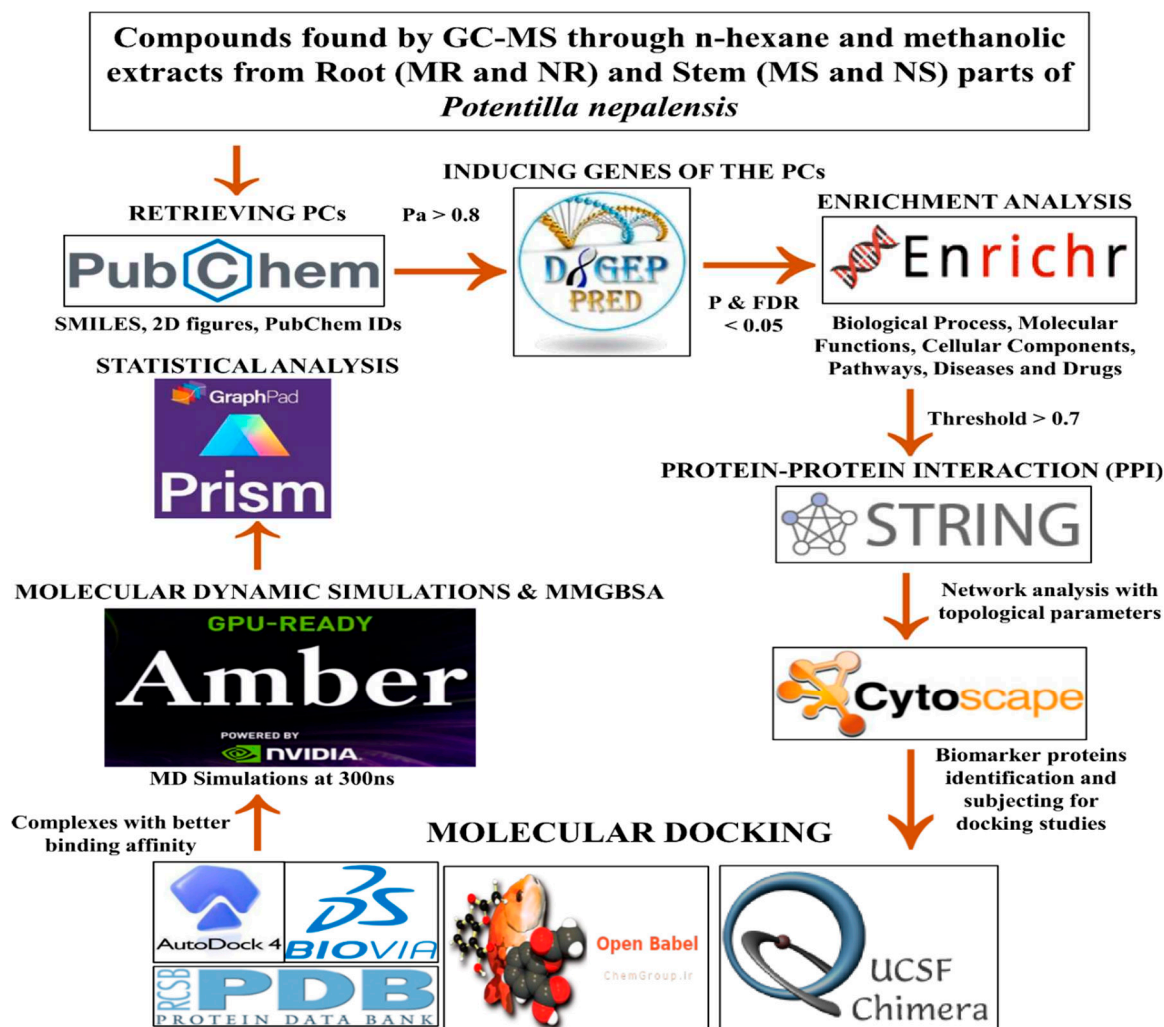 Compounds found by GC-MS through n-hexane and methanolic
extracts from Root (MR and NR) and Stem (MS and NS) parts of
Potentilla nepalensis
INDUCING GENES OF THE PCs
RETRIEVING PCs
Pa > 0.8
ENRICHMENT ANALYSIS
PubChem
DIGEP
PRED
Enrichr
P & FDR
< 0.05
SMILES, 2D figures, PubChem IDs
Biological Process, Molecular
Functions, Cellular Components,
Pathways, Diseases and Drugs
STATISTICAL ANALYSIS
GraphPad
Prism
Threshold > 0.7
PROTEIN-PROTEIN INTERACTION (PPI)
STRING
MOLECULAR DYNAMIC SIMULATIONS & MMGBSA
Network analysis with
topological parameters
GPU-READY
Amber
POWERED BY
NVIDIA.
Cytoscape
MD Simulations at 300ns
Biomarker proteins
identification and
subjecting for
docking studies
Complexes with better
binding affinity
MOLECULAR DOCKING
AutoDock 4
DS
BIOVIA
Open Babel
ChemGroup.ir
UCSF
Chimera
RCSB
PDB
PROTEIN DATA BANK